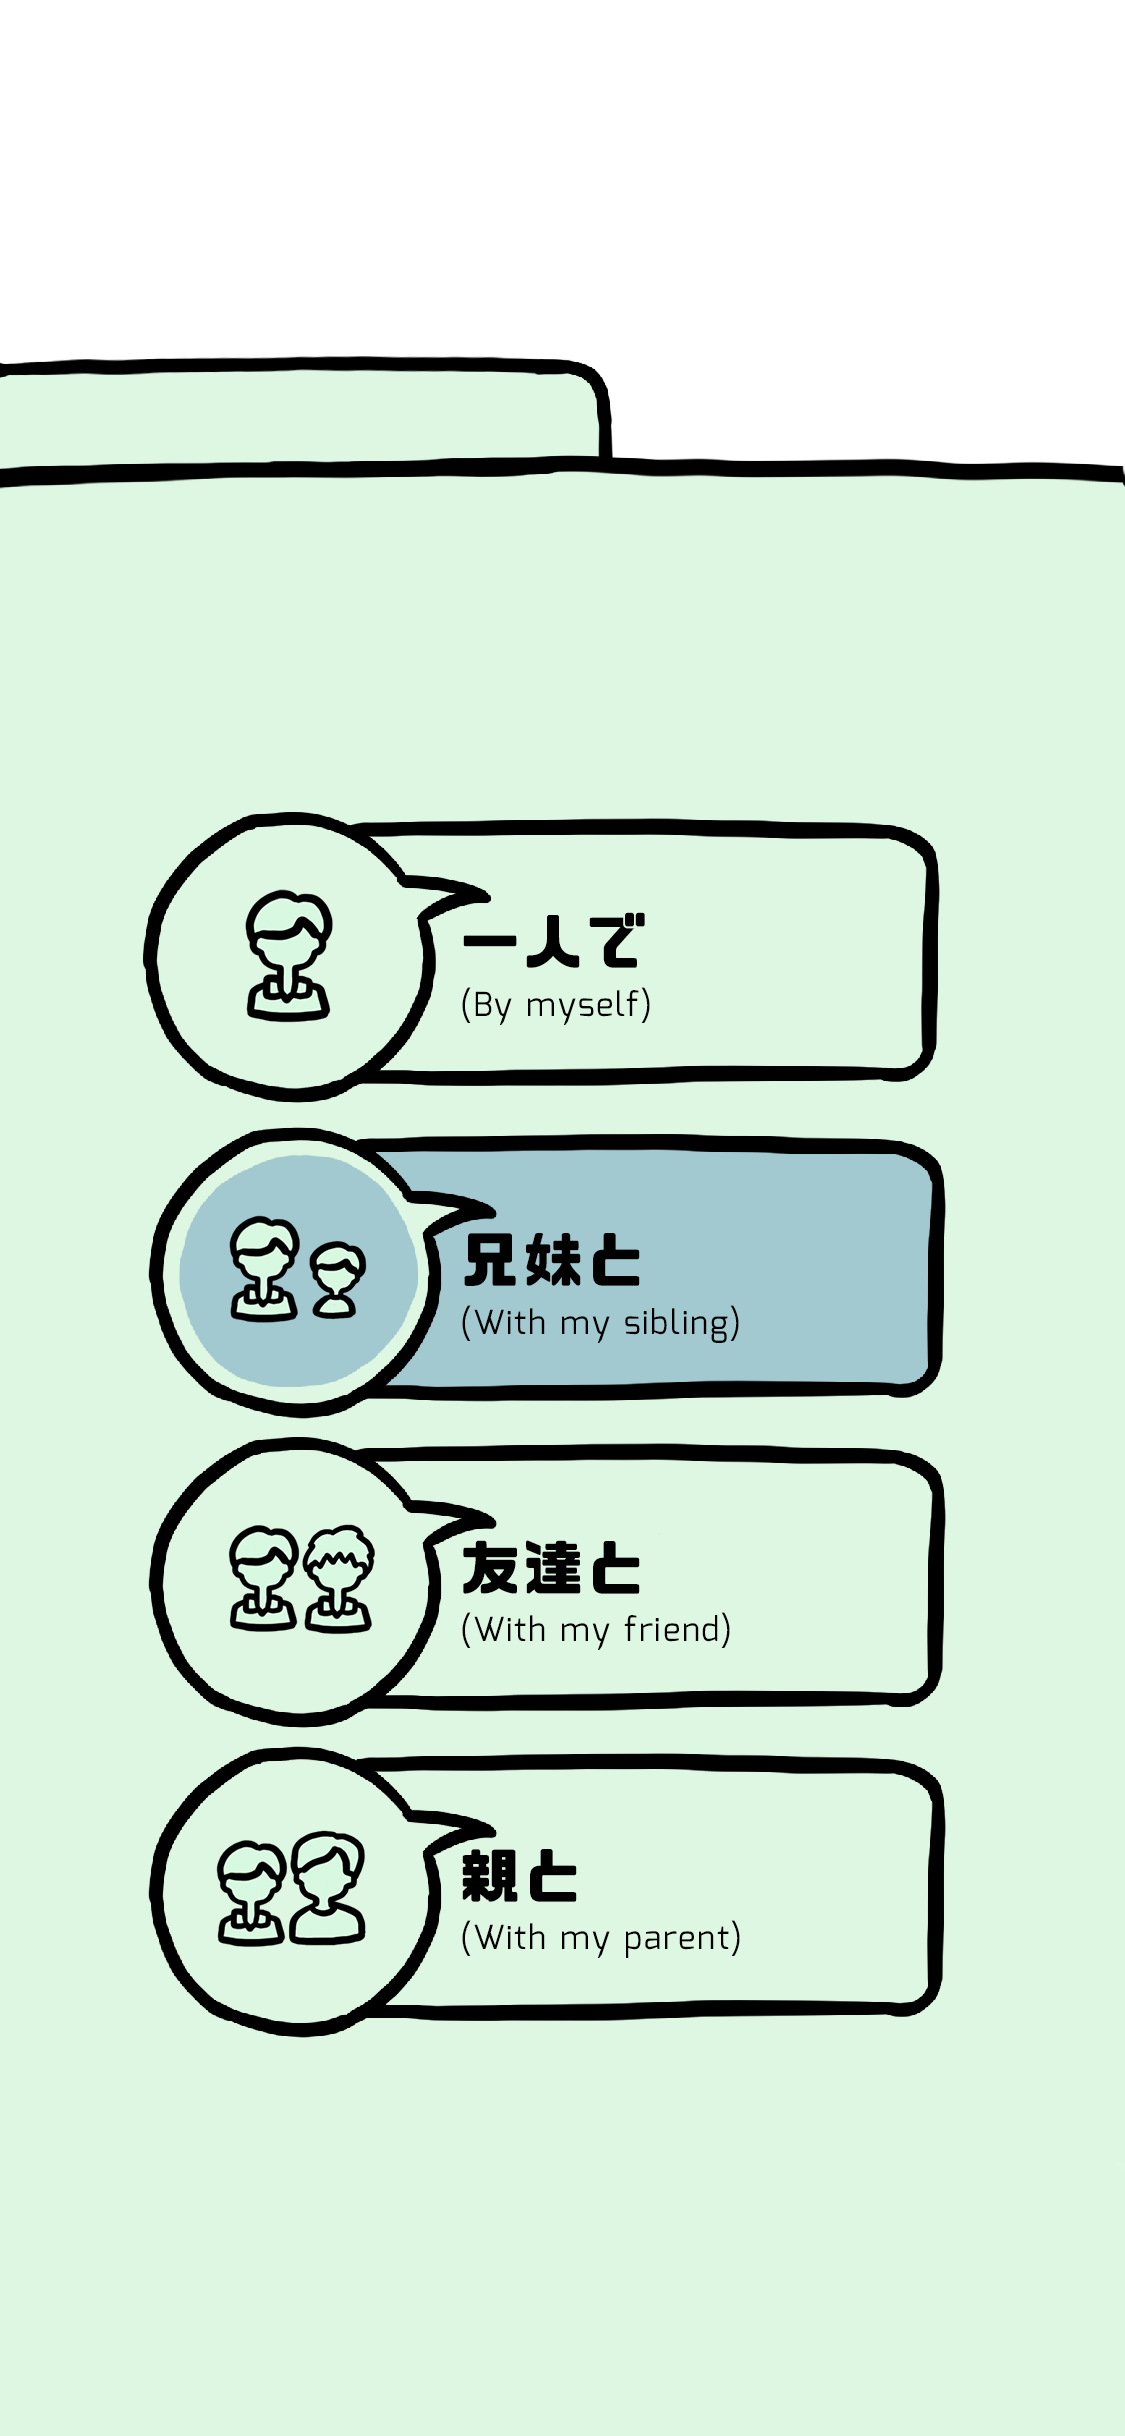 一人で
(By myself)
兄妹と
(With my sibling)
友達と
(With my friend)
親と
(With my parent)